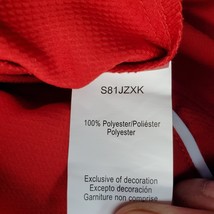 S81JZXK
100% Polyester/Poliéster
Polyester
Exclusive of decoration
Excepto decoración
Garniture non comprise